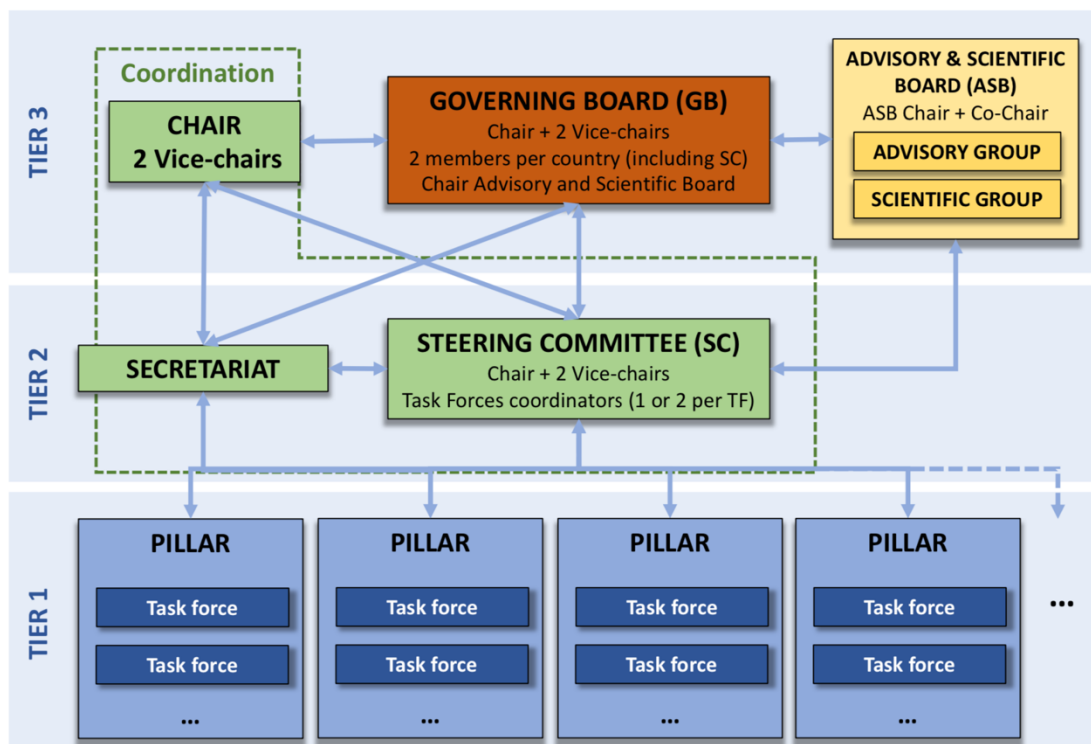 TIER 3
Coordination
CHAIR
2 Vice-chairs
GOVERNING BOARD (GB)
Chair + 2 Vice-chairs
2 members per country (including SC)
Chair Advisory and Scientific Board
ADVISORY & SCIENTIFIC
BOARD (ASB)
ASB Chair + Co-Chair
ADVISORY GROUP
SCIENTIFIC GROUP
TIER 2
SECRETARIAT
STEERING COMMITTEE (SC)
Chair + 2 Vice-chairs
Task Forces coordinators (1 or 2 per TF)
TIER 1
PILLAR
Task force
Task force
...
PILLAR
Task force
Task force
...
PILLAR
Task force
Task force
...
PILLAR
Task force
Task force
...
...